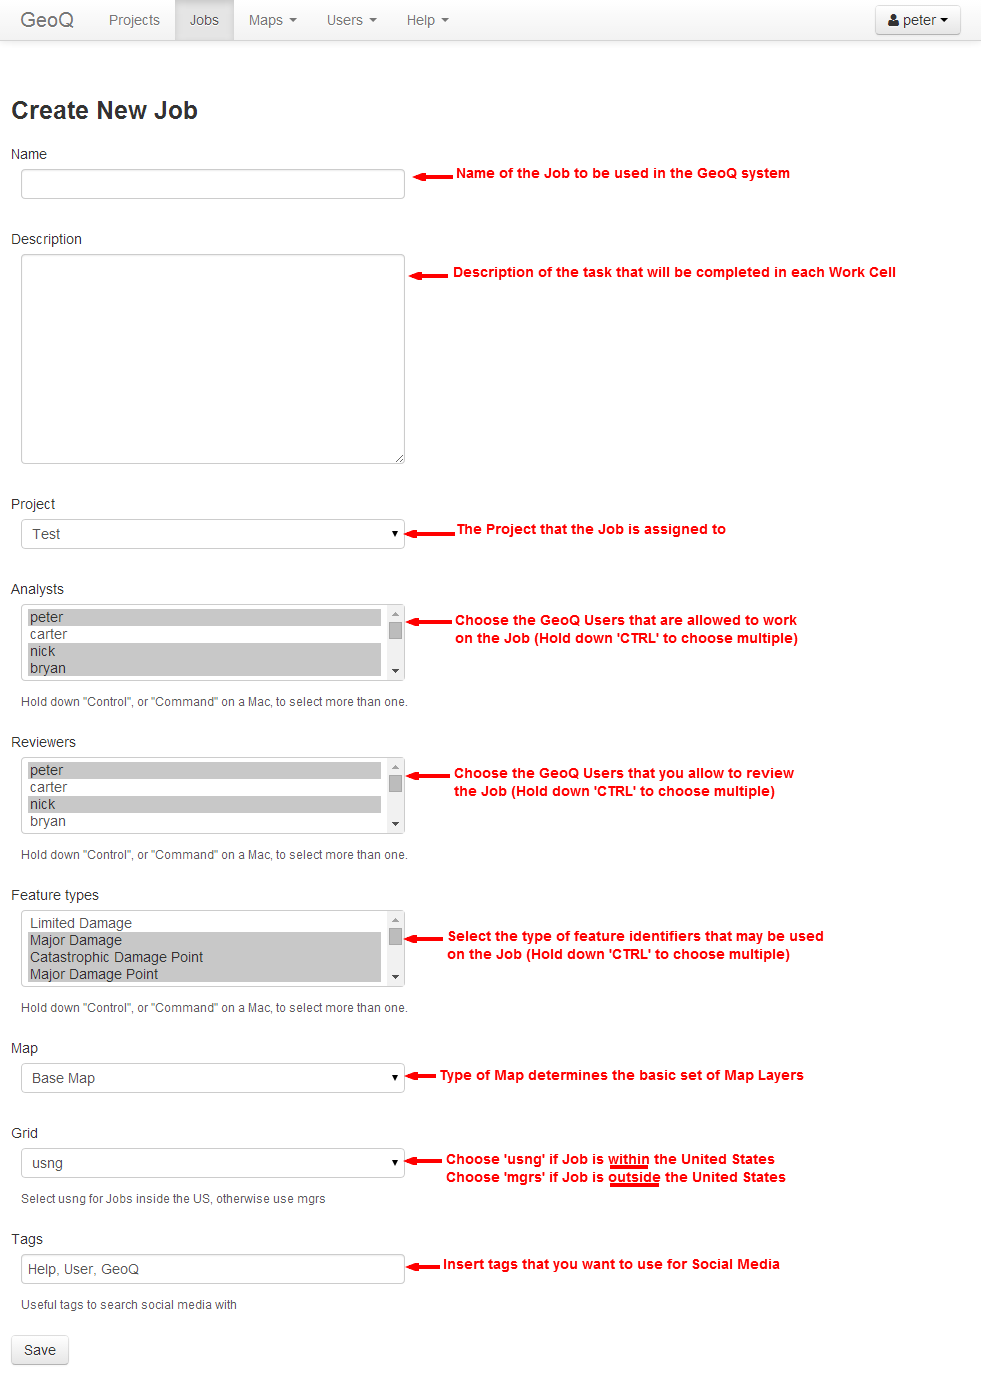 GeoQ Projects Jobs Maps Users Help peter
Create New Job
Name
Name of the Job to be used in the GeoQ system
Description
Description of the task that will be completed in each Work Cell
Project
Test
The Project that the Job is assigned to
Analysts
peter
carter
nick
bryan
Choose the GeoQ Users that are allowed to work
on the Job (Hold down 'CTRL' to choose multiple)
Hold down "Control", or "Command" on a Mac, to select more than one.
Reviewers
peter
carter
nick
bryan
Choose the GeoQ Users that you allow to review
the Job (Hold down 'CTRL' to choose multiple)
Hold down "Control", or "Command" on a Mac, to select more than one.
Feature types
Limited Damage
Major Damage
Catastrophic Damage Point
Major Damage Point
Select the type of feature identifiers that may be used
on the Job (Hold down 'CTRL' to choose multiple)
Hold down "Control", or "Command" on a Mac, to select more than one.
Map
Base Map
Type of Map determines the basic set of Map Layers
Grid
usng
Choose 'usng' if Job is within the United States
Choose 'mgrs' if Job is outside the United States
Select usng for Jobs inside the US, otherwise use mgrs
Tags
Help, User, GeoQ
Insert tags that you want to use for Social Media
Useful tags to search social media with
Save